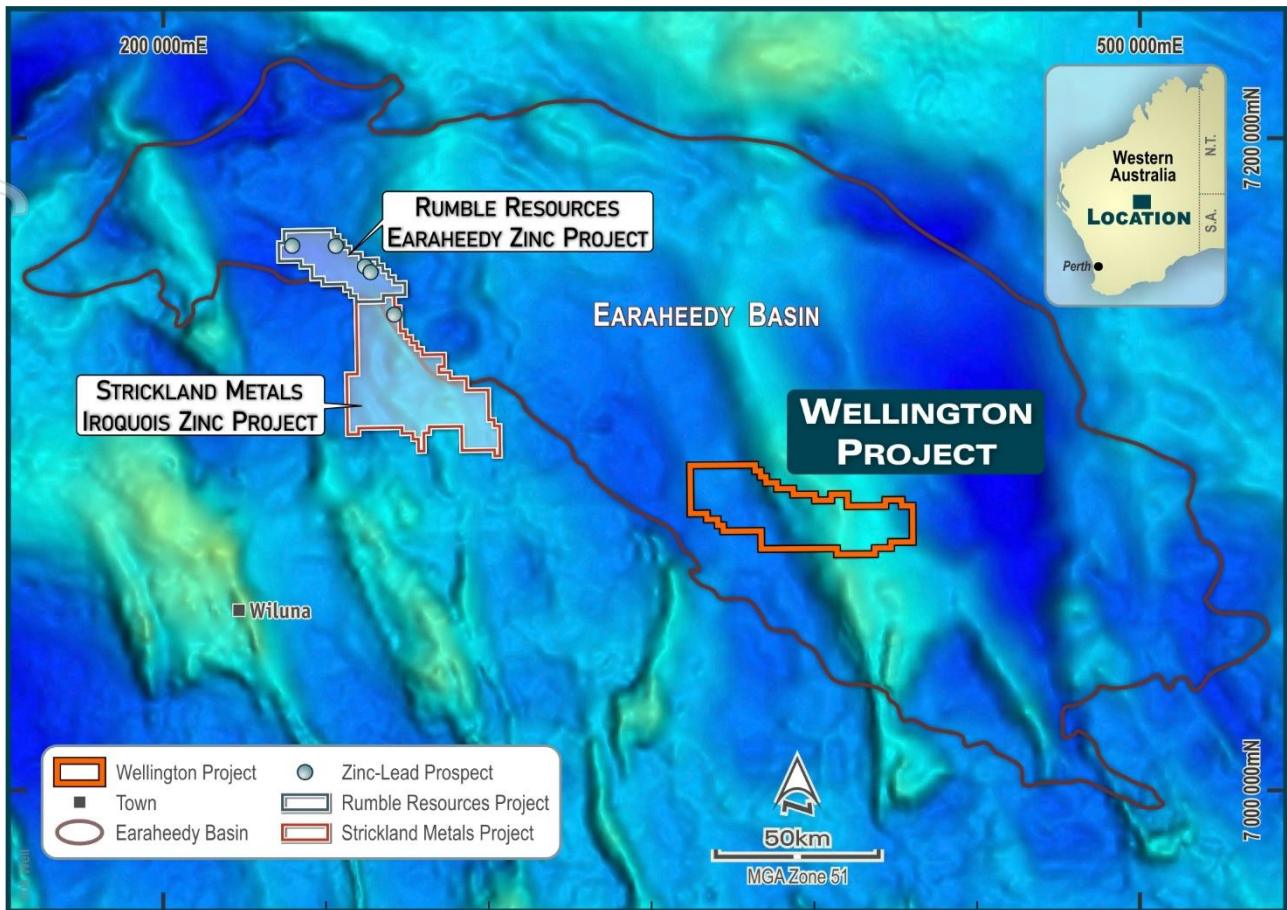 200 000mE
500 000mE
7 200 000mN
Western
Australia
N.T.
S.A.
LOCATION
Perth
RUMBLE RESOURCES
EARAHEEDY ZINC PROJECT
EARAHEEDY BASIN
STRICKLAND METALS
IROQUOIS ZINC PROJECT
WELLINGTON
PROJECT
Wiluna
Wellington Project
Zinc-Lead Prospect
Town
Rumble Resources Project
Earaheedy Basin
Strickland Metals Project
N
50km
MGA Zone 51
7 000 000mN